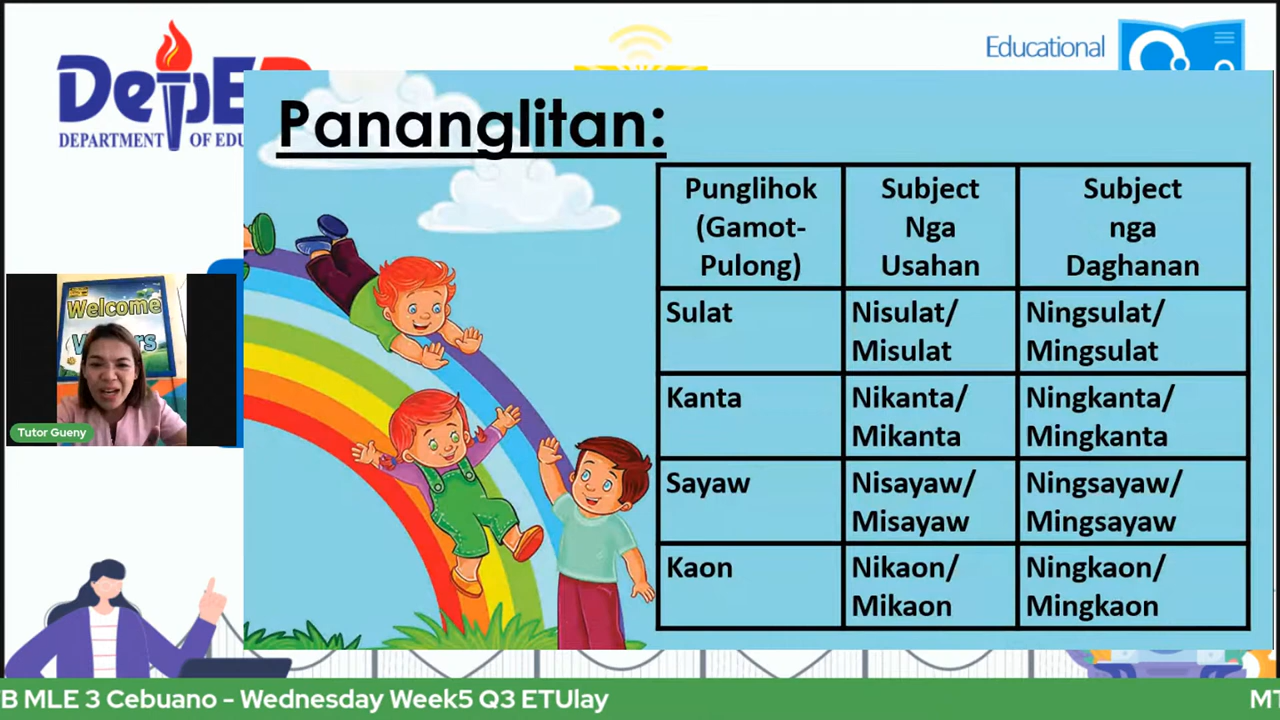 DepED
DEPARTMENT OF EDU
Educational
Pananglitan:
Punglihok
(Gamot-
Pulong)
Subject
Nga
Usahan
Subject
nga
Daghanan
Sulat
Nisulat/
Misulat
Ningsulat/
Mingsulat
Kanta
Nikanta/
Mikanta
Ningkanta/
Mingkanta
Sayaw
Nisayaw/
Misayaw
Ningsayaw/
Mingsayaw
Kaon
Nikaon/
Mikaon
Ningkaon/
Mingkaon
Welcome
Tutor Gueny
B MLE 3 Cebuano - Wednesday Week5 Q3 ETUlay
MT